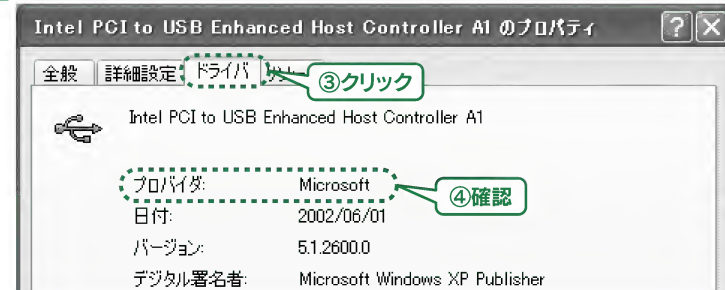 Intel PCI to USB Enhanced Host Controller A1 のプロパティ
全般 詳細設定 ドライバ
③クリック
Intel PCI to USB Enhanced Host Controller A1
プロバイダ: Microsoft
④確認
日付: 2002/06/01
バージョン: 5.1.2600.0
デジタル署名者: Microsoft Windows XP Publisher